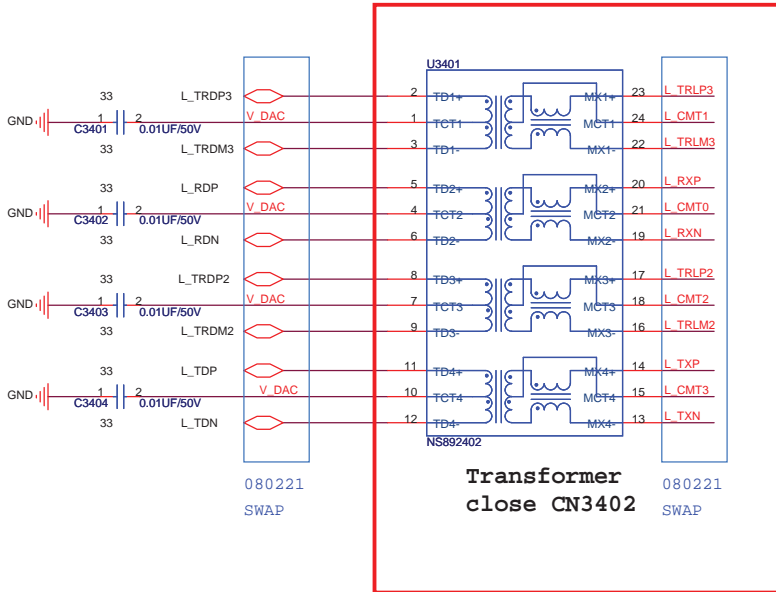 U3401
33 L_TRDP3 2 TD1+ MX1+ 23 L_TRLP3
GND 1 2 V_DAC 1 TCT1 MCT1 24 L_CMT1
C3401 0.01UF/50V
33 L_TRDM3 3 TD1- MX1- 22 L_TRLM3
33 L_RDP 5 TD2+ MX2+ 20 L_RXP
GND 1 2 V_DAC 4 TCT2 MCT2 21 L_CMT0
C3402 0.01UF/50V
33 L_RDN 6 TD2- MX2- 19 L_RXN
33 L_TRDP2 8 TD3+ MX3+ 17 L_TRLP2
GND 1 2 V_DAC 7 TCT3 MCT3 18 L_CMT2
C3403 0.01UF/50V
33 L_TRDM2 9 TD3- MX3- 16 L_TRLM2
33 L_TDP 11 TD4+ MX4+ 14 L_TXP
GND 1 2 V_DAC 10 TCT4 MCT4 15 L_CMT3
C3404 0.01UF/50V
33 L_TDN 12 TD4- MX4- 13 L_TXN
NS892402
Transformer
close CN3402
080221
SWAP
080221
SWAP